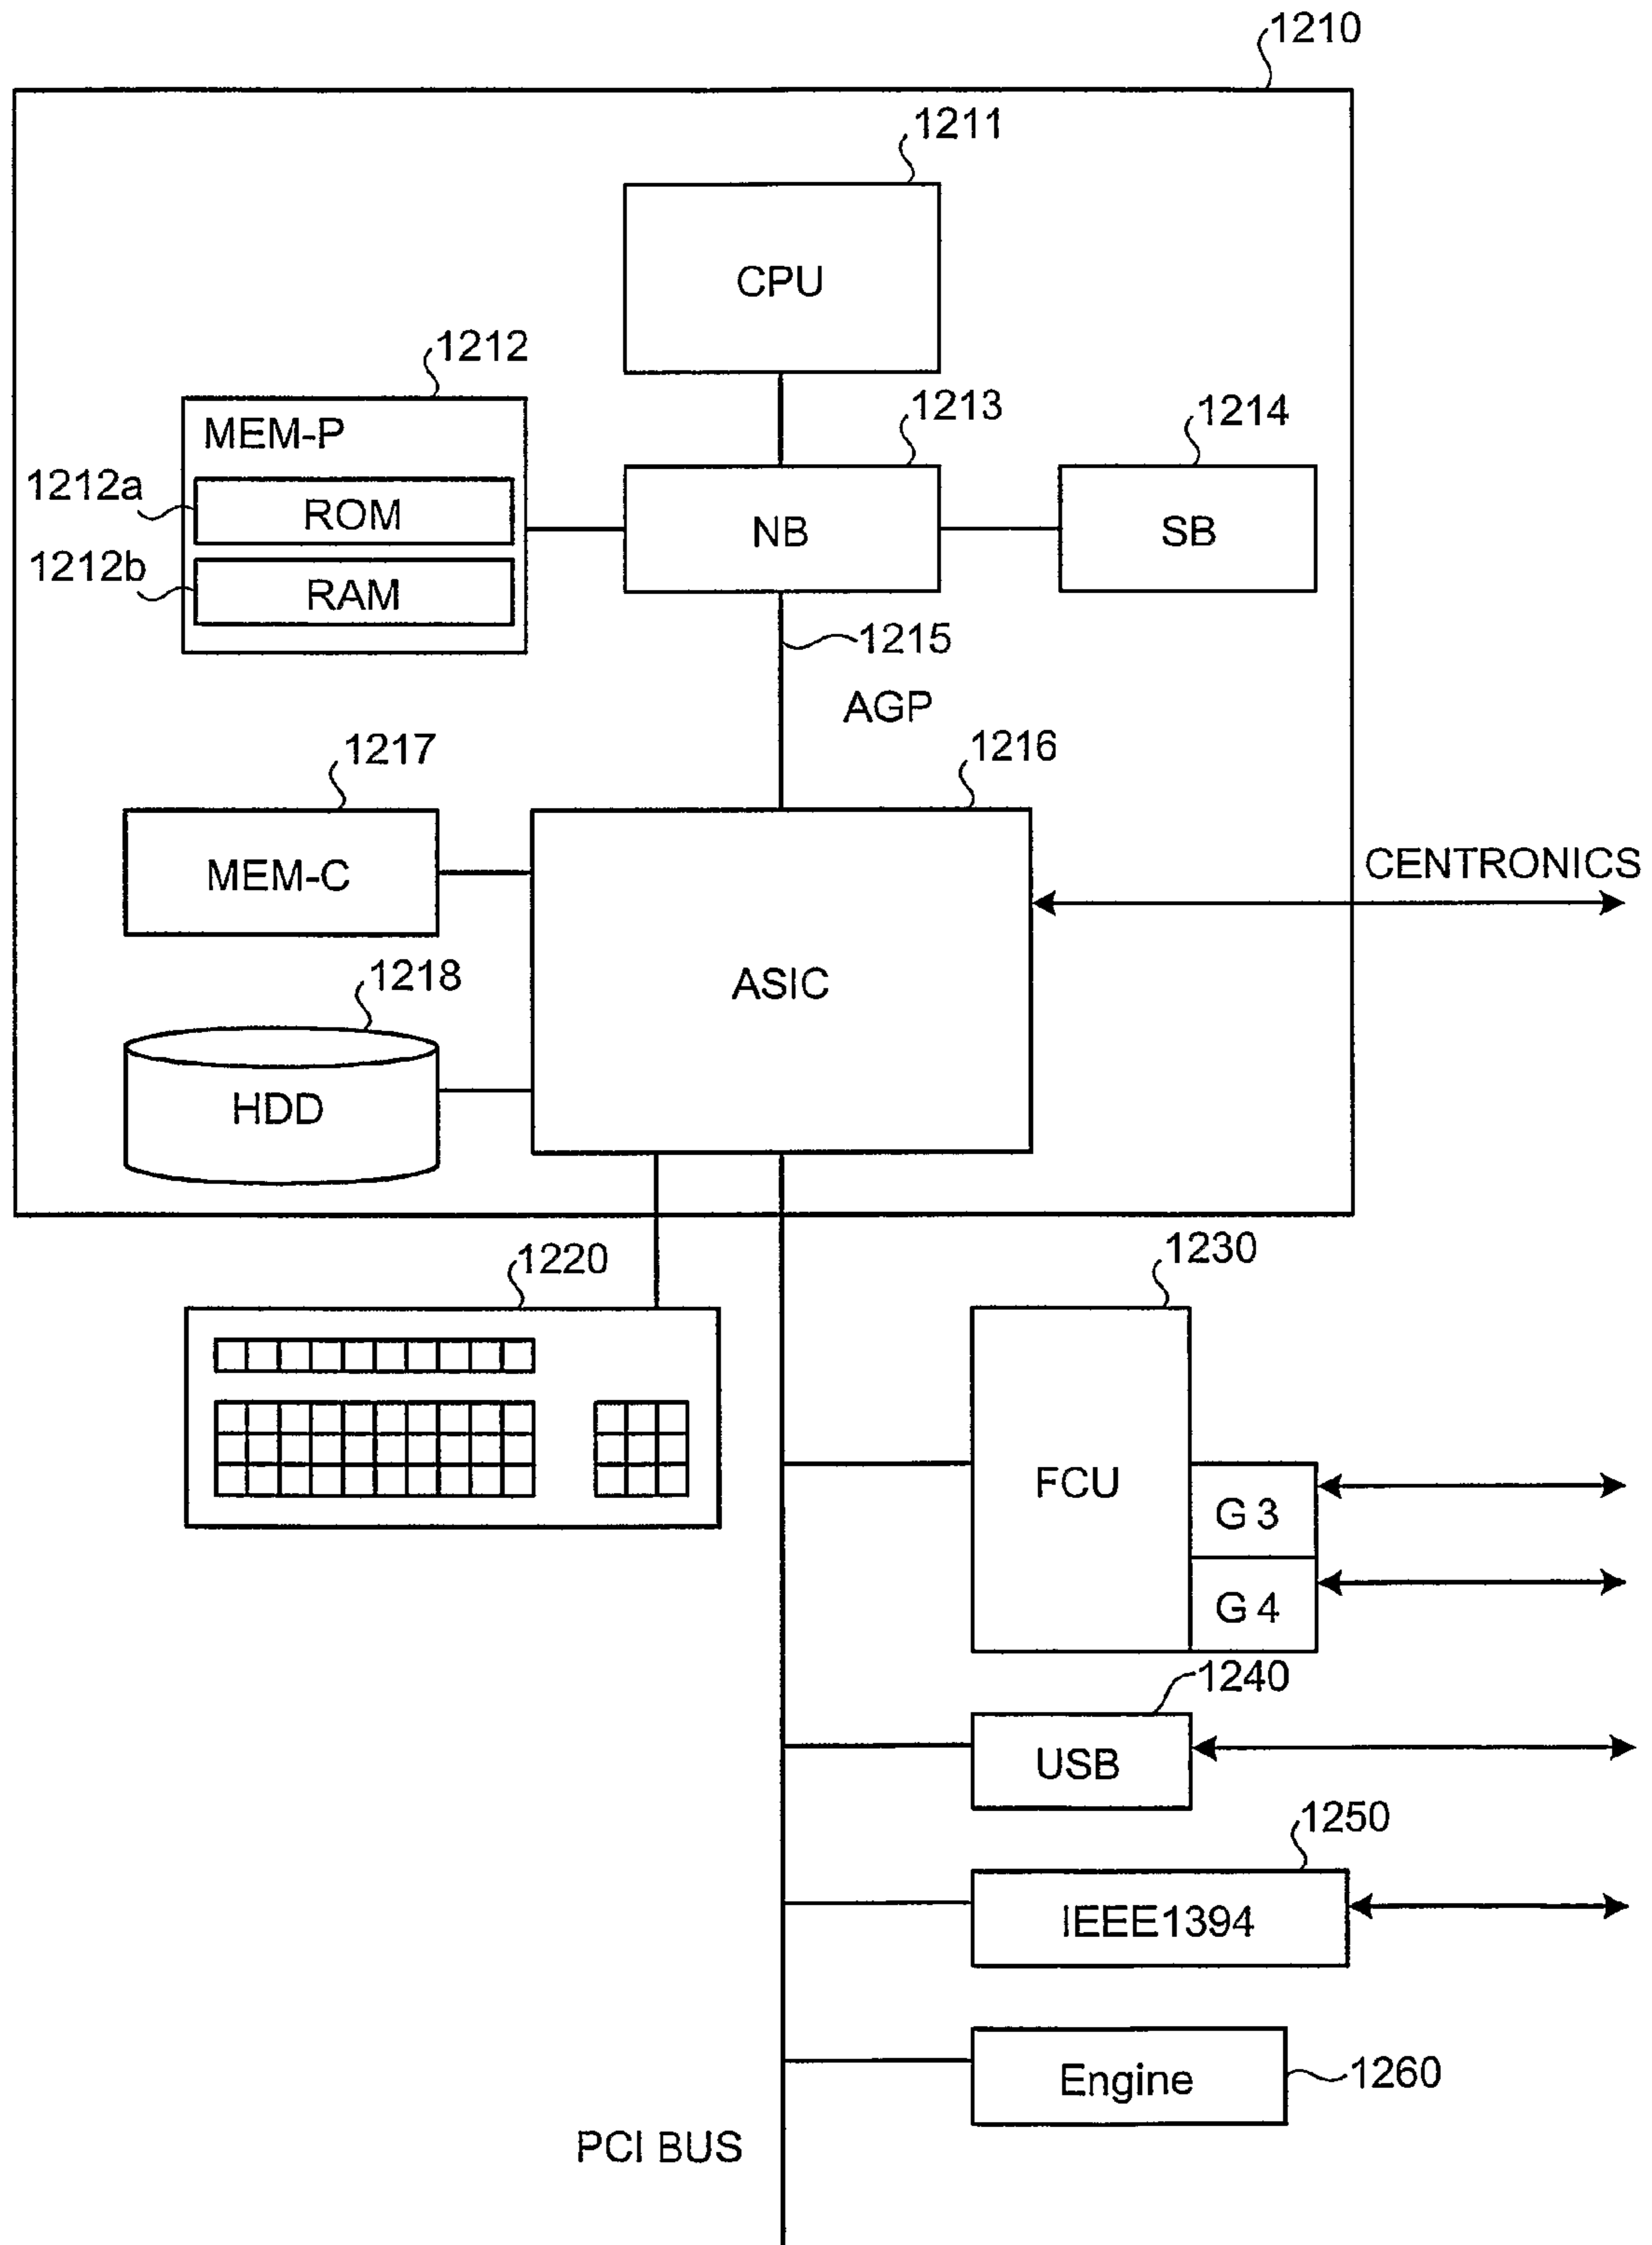 1210
1211
CPU
1212
1213
1214
MEM-P
1212a
ROM
NB
SB
1212b
RAM
1215
AGP
1217
1216
CENTRONICS
MEM-C
1218
ASIC
HDD
1220
1230
FCU
G 3
G 4
1240
USB
1250
IEEE1394
Engine
1260
PCI BUS